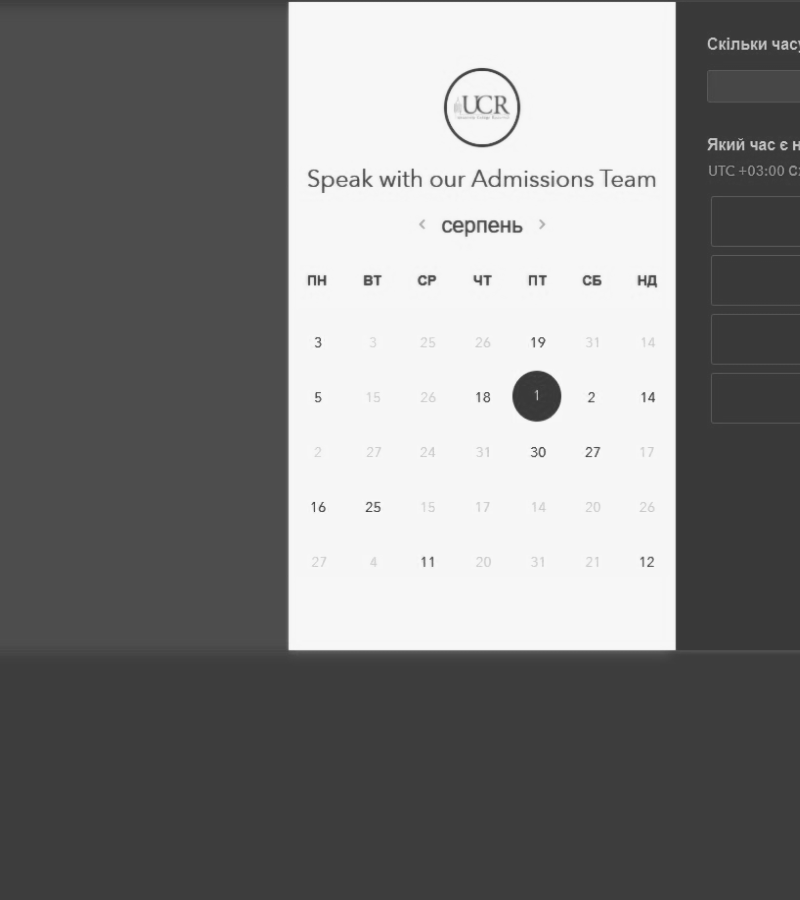 UCR
Speak with our Admissions Team
‹ серпень ›
ПН ВТ СР ЧТ ПТ СБ НД
3 3 25 26 19 31 14
5 15 26 18 1 2 14
2 27 24 31 30 27 17
16 25 15 17 14 20 26
27 4 11 20 31 21 12
Скільки часу
Який час є н
UTC +03:00